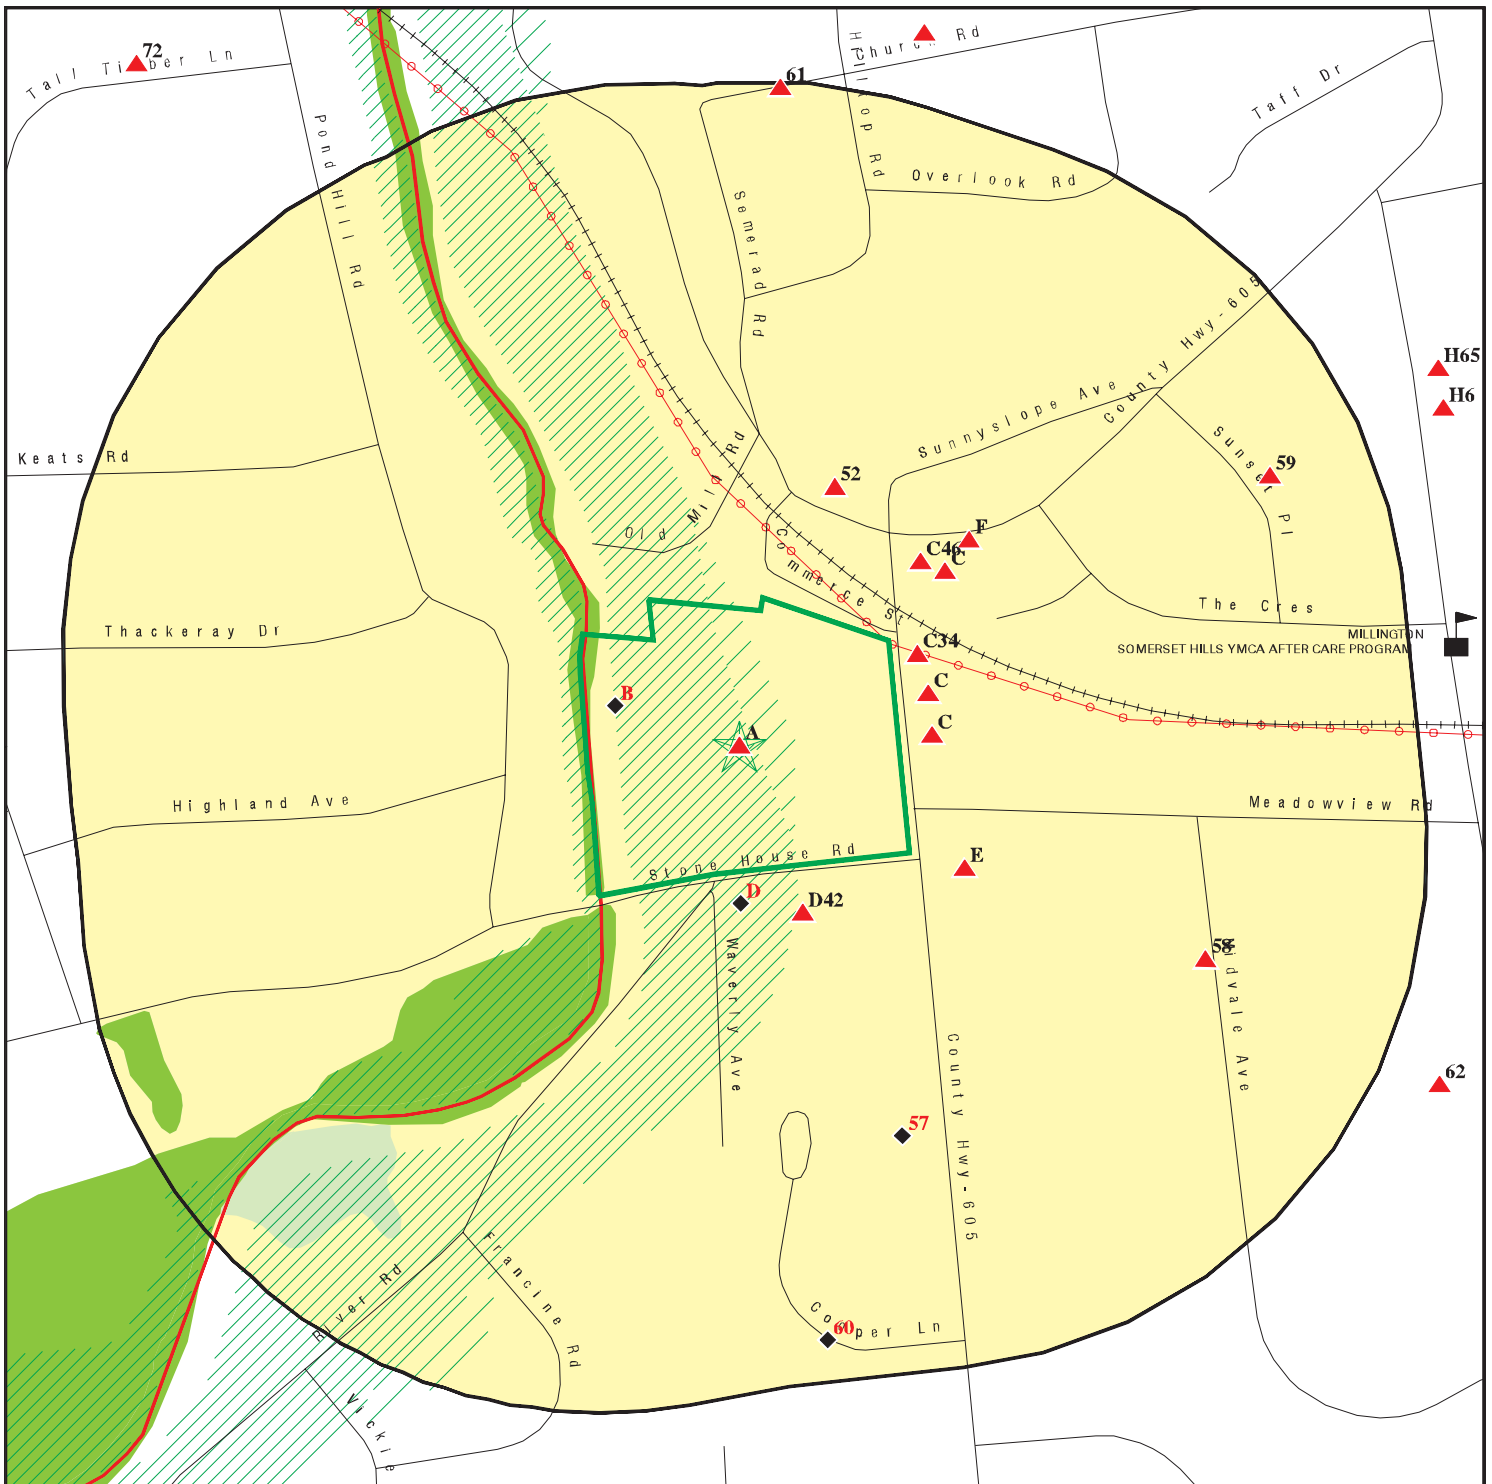 72
Tall Timber Ln
Church Rd
61
Hilltop Rd
Taff Dr
Pond Hill Rd
Overlook Rd
Semerad Rd
County Hwy-605
H65
H6
Sunnyslope Ave
Keats Rd
Sunset Pl
59
52
Old Mill Rd
F
C46
C
Commerce St
The Cres
Thackeray Dr
MILLINGTON
SOMERSET HILLS YMCA AFTER CARE PROGRAM
C34
C
B
A
C
Highland Ave
Meadowview Rd
Stone House Rd
E
D
D42
Waverly Ave
58
Midvale Ave
County Hwy-605
62
57
Francine Rd
River Rd
Cooper Ln
60
Vickie